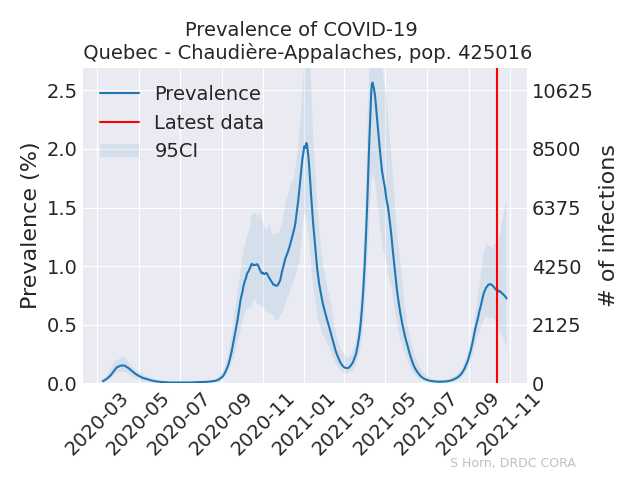 Prevalence of COVID-19
Quebec - Chaudière-Appalaches, pop. 425016
Prevalence
Latest data
95CI
Prevalence (%)
2.5
2.0
1.5
1.0
0.5
0.0
10625
8500
6375
4250
2125
0
# of infections
2020-03
2020-05
2020-07
2020-09
2020-11
2021-01
2021-03
2021-05
2021-07
2021-09
2021-11
S Horn, DRDC CORA